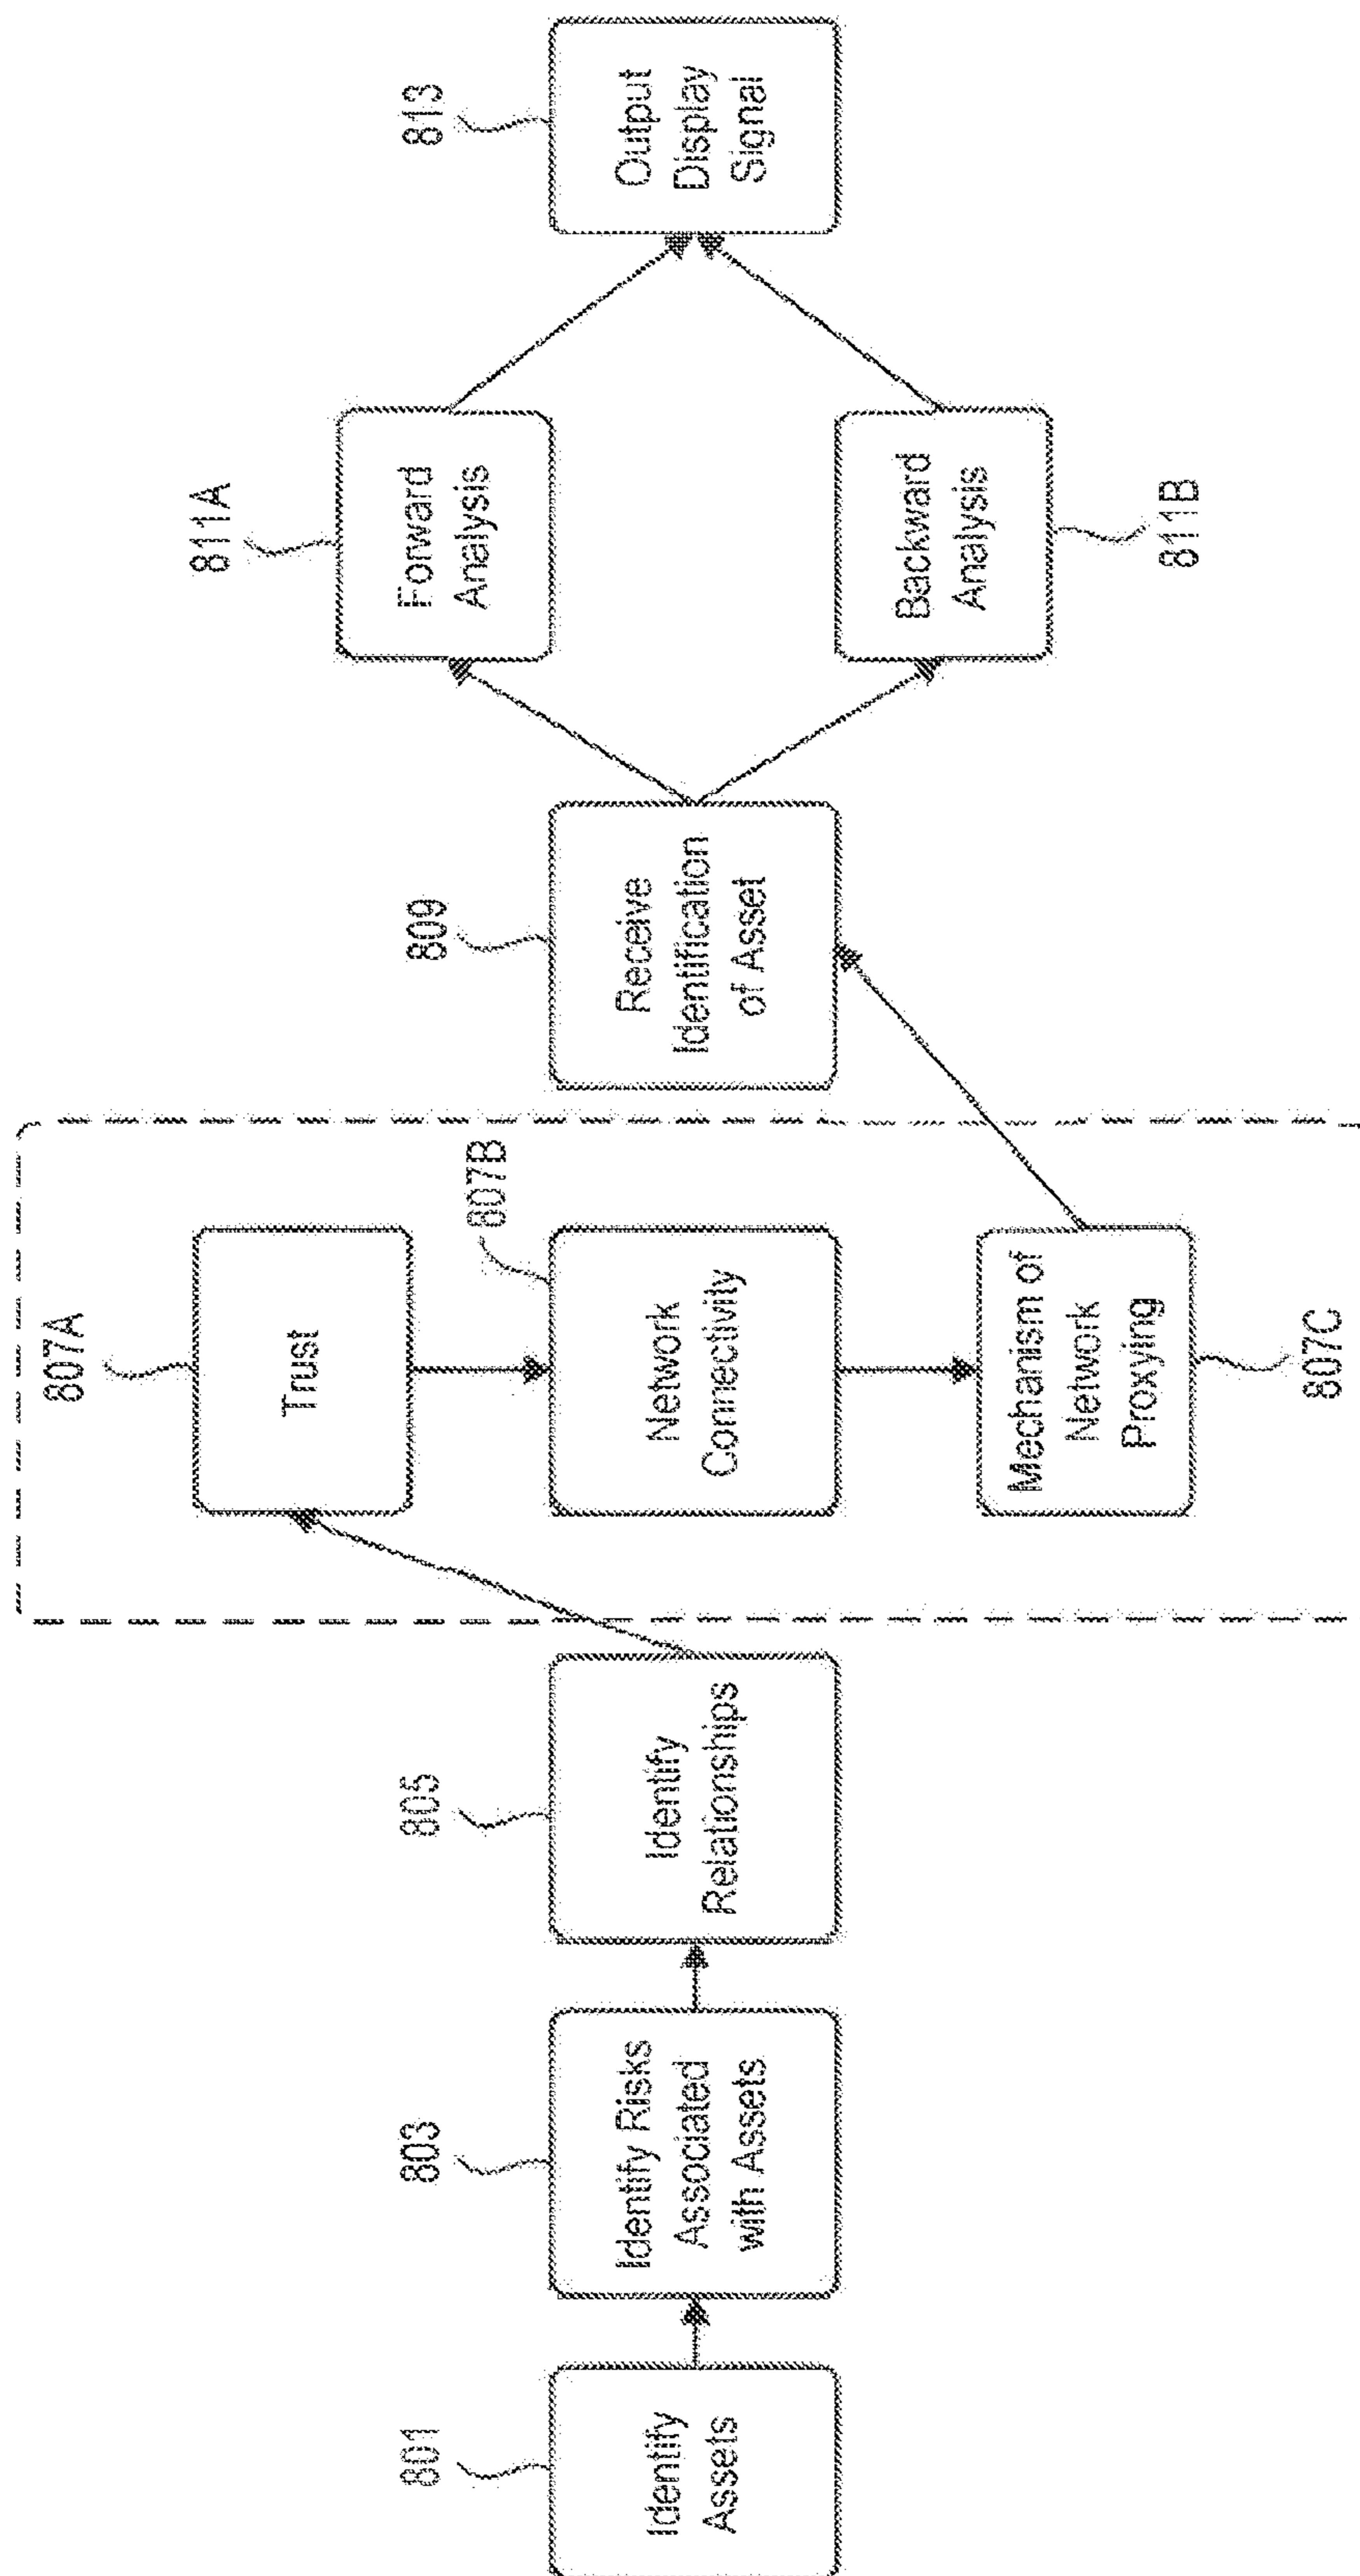 801
Identify
Assets
803
Identify Risks
Associated
with Assets
805
Identify
Relationships
807A
Trust
807B
Network
Connectivity
Mechanism of
Network
Proxying
807C
809
Receive
Identification
of Asset
811A
Forward
Analysis
Backward
Analysis
811B
813
Output
Display
Signal